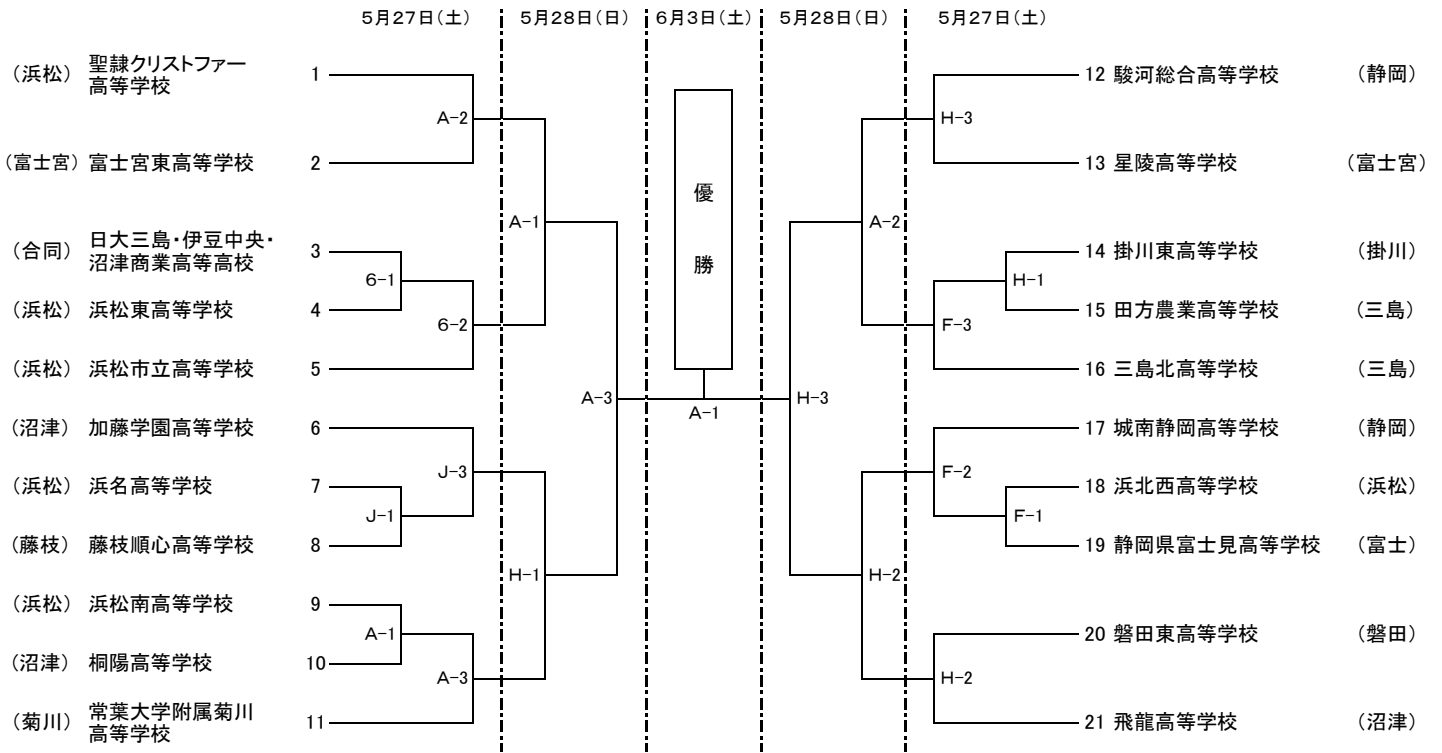 5月27日(土) 5月28日(日) 6月3日(土) 5月28日(日) 5月27日(土)
(浜松) 聖隷クリストファー
高等学校 1
A-2
(富士宮) 富士宮東高等学校 2
A-1
(合同) 日大三島・伊豆中央・
沼津商業高等高校 3
6-1
(浜松) 浜松東高等学校 4
6-2
(浜松) 浜松市立高等学校 5
A-3
(沼津) 加藤学園高等学校 6
J-3
(浜松) 浜名高等学校 7
J-1
(藤枝) 藤枝順心高等学校 8
H-1
(浜松) 浜松南高等学校 9
A-1
(沼津) 桐陽高等学校 10
A-3
(菊川) 常葉大学附属菊川
高等学校 11
優
勝
A-1
12 駿河総合高等学校 (静岡)
H-3
13 星陵高等学校 (富士宮)
A-2
14 掛川東高等学校 (掛川)
H-1
15 田方農業高等学校 (三島)
F-3
16 三島北高等学校 (三島)
H-3
17 城南静岡高等学校 (静岡)
F-2
18 浜北西高等学校 (浜松)
F-1
19 静岡県富士見高等学校 (富士)
H-2
20 磐田東高等学校 (磐田)
H-2
21 飛龍高等学校 (沼津)